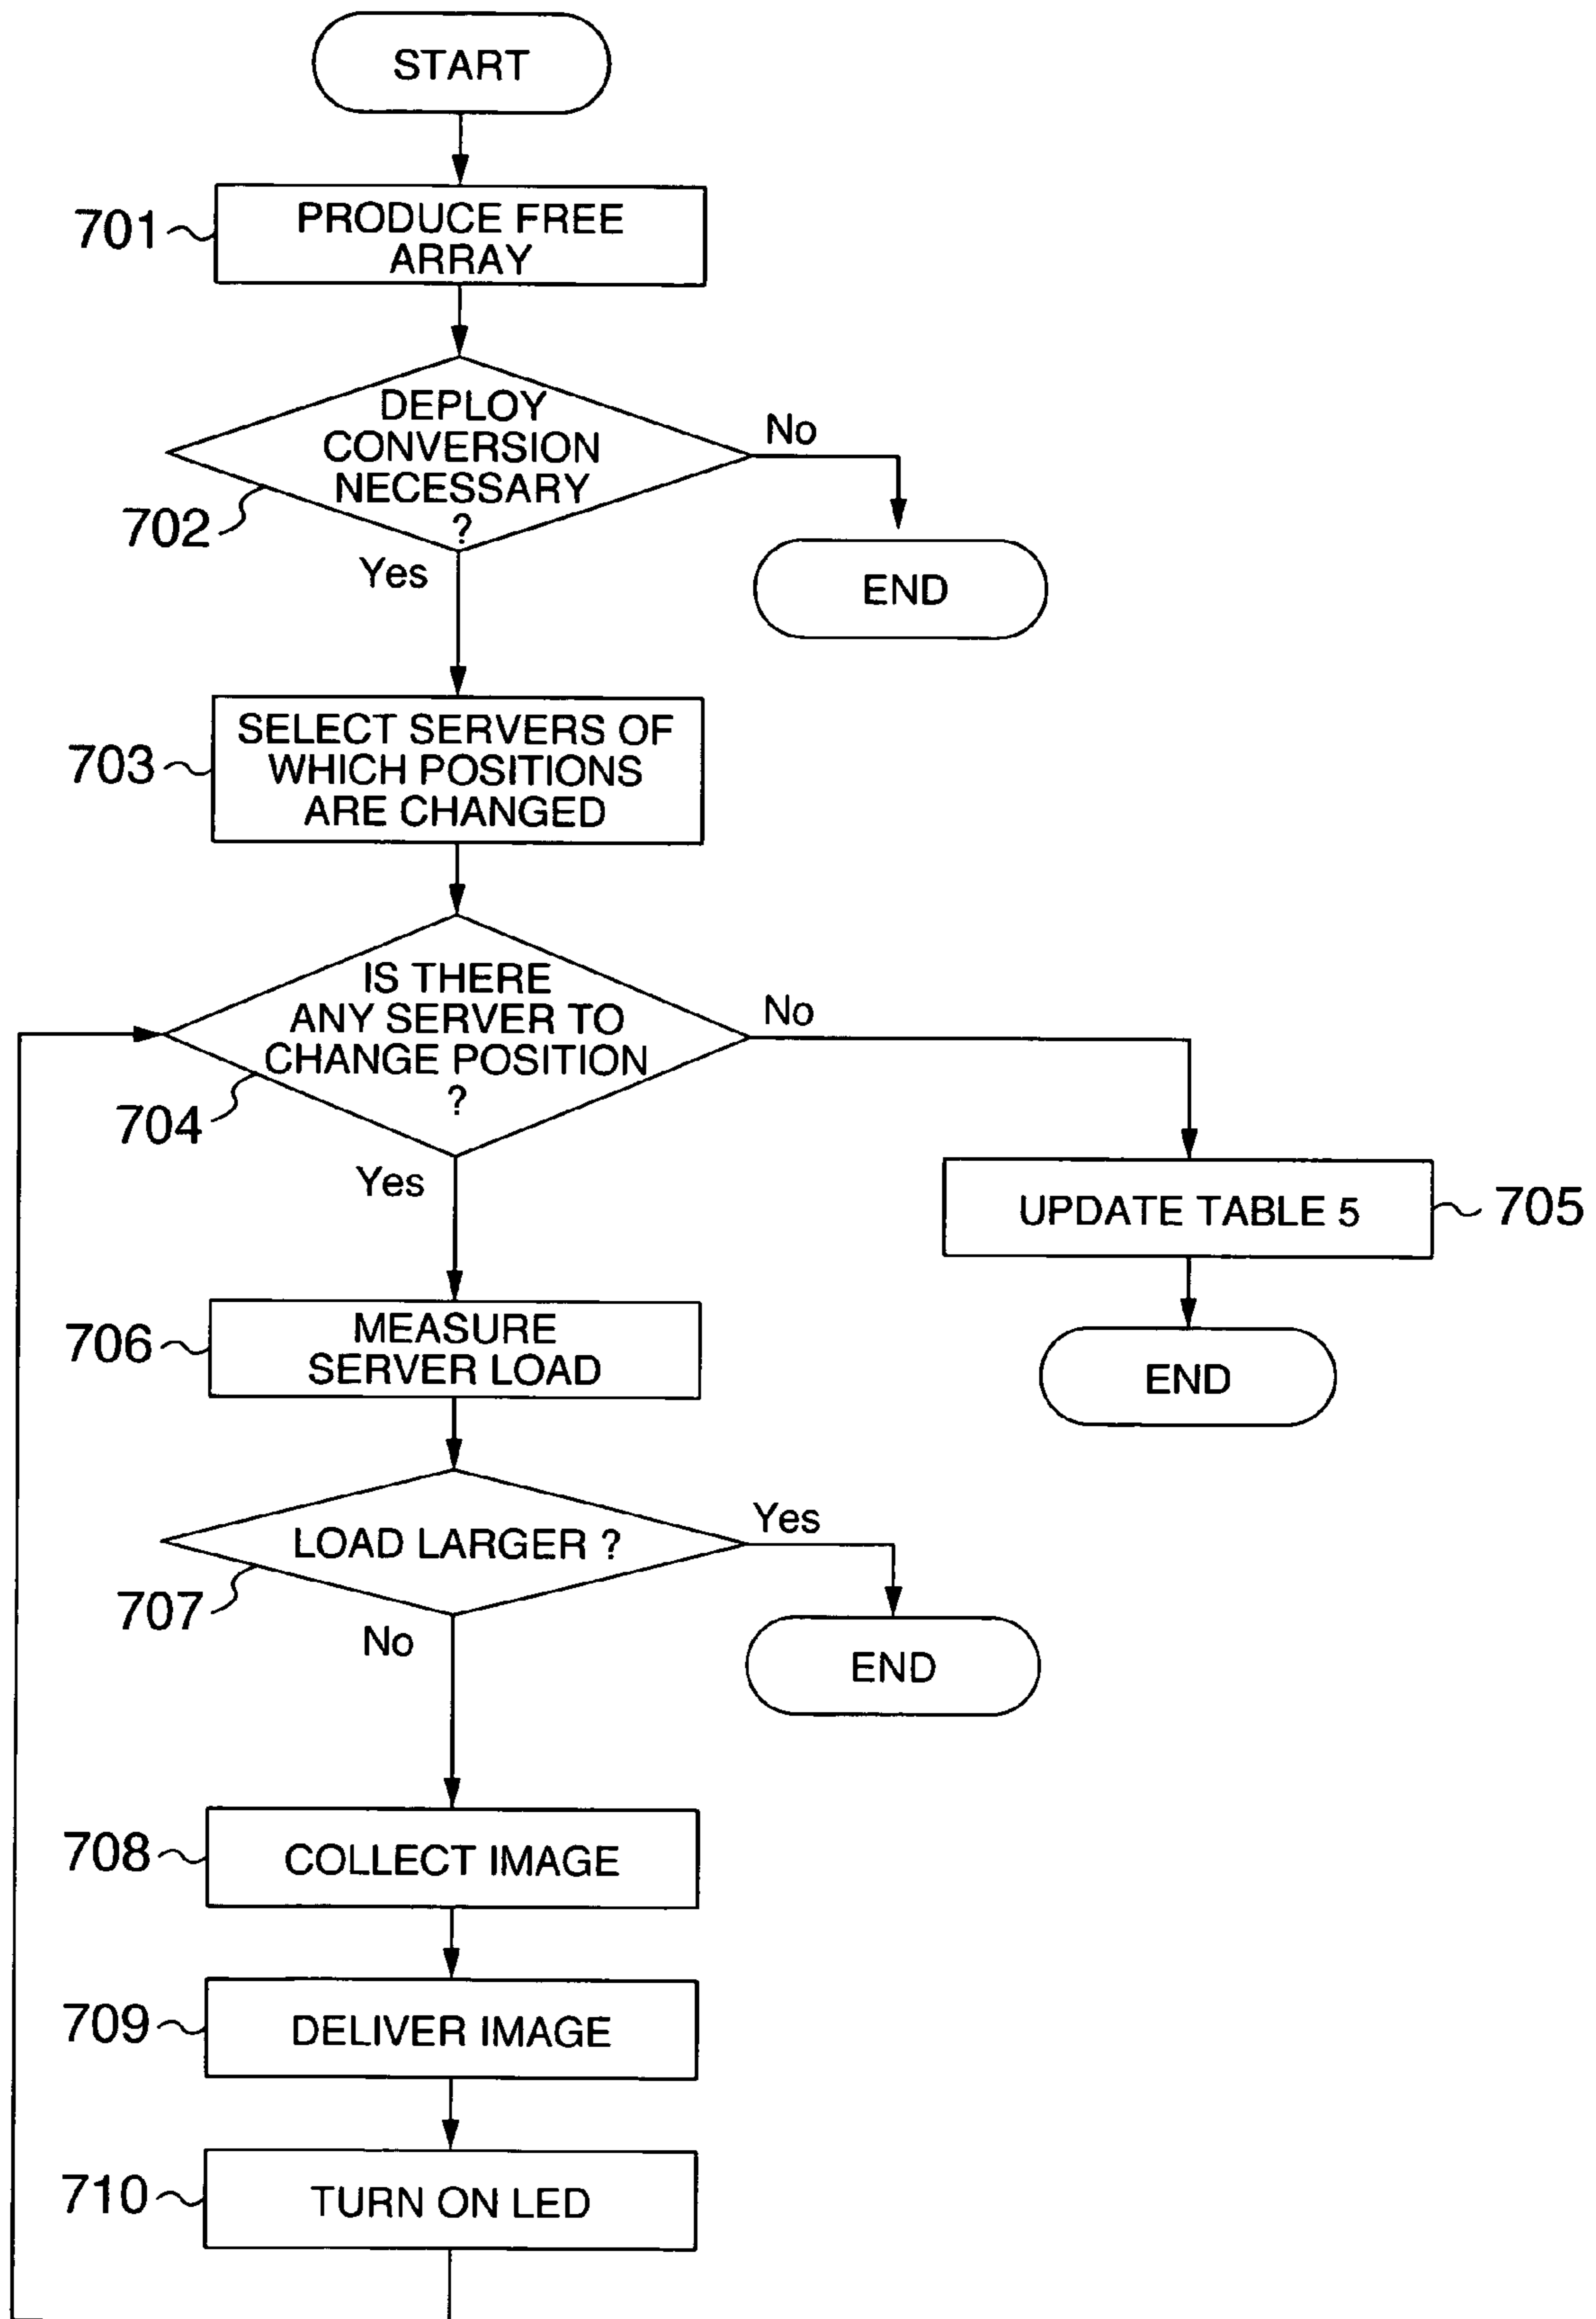 START
701
PRODUCE FREE
ARRAY
DEPLOY
CONVERSION
NECESSARY
?
702
No
END
Yes
703
SELECT SERVERS OF
WHICH POSITIONS
ARE CHANGED
IS THERE
ANY SERVER TO
CHANGE POSITION
?
704
No
Yes
UPDATE TABLE 5
705
END
706
MEASURE
SERVER LOAD
LOAD LARGER ?
707
Yes
END
No
708
COLLECT IMAGE
709
DELIVER IMAGE
710
TURN ON LED